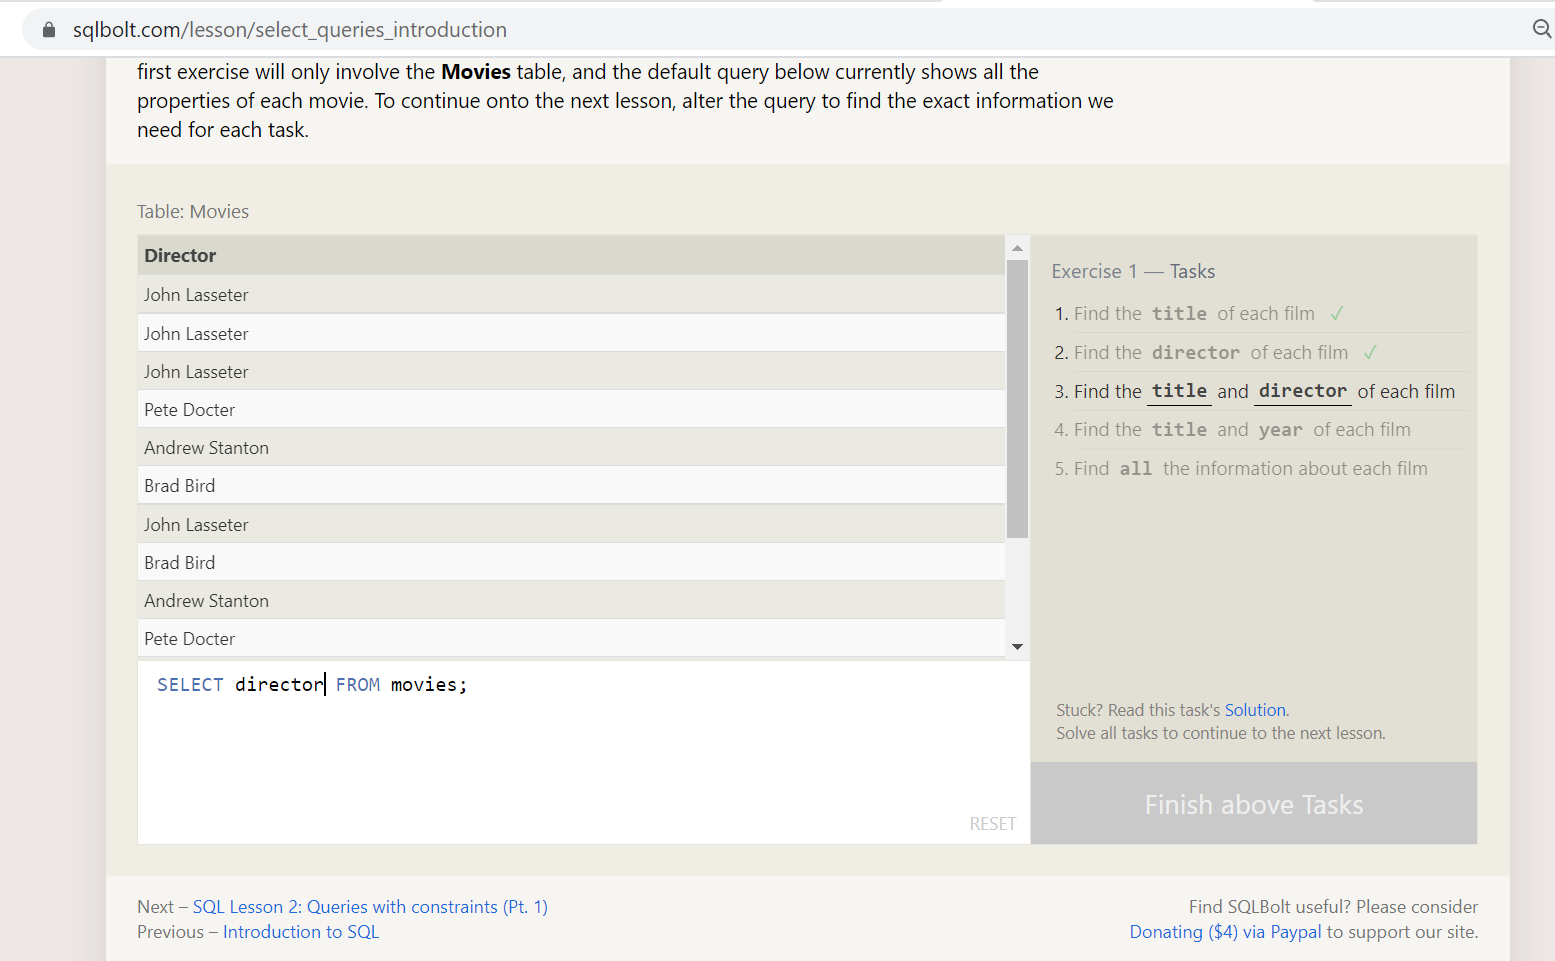 sqlbolt.com/lesson/select_queries_introduction
first exercise will only involve the Movies table, and the default query below currently shows all the
properties of each movie. To continue onto the next lesson, alter the query to find the exact information we
need for each task.
Table: Movies
Director
John Lasseter
John Lasseter
John Lasseter
Pete Docter
Andrew Stanton
Brad Bird
John Lasseter
Brad Bird
Andrew Stanton
Pete Docter
SELECT director FROM movies;
RESET
Exercise 1 — Tasks
1. Find the title of each film ✓
2. Find the director of each film ✓
3. Find the title and director of each film
4. Find the title and year of each film
5. Find all the information about each film
Stuck? Read this task's Solution.
Solve all tasks to continue to the next lesson.
Finish above Tasks
Next – SQL Lesson 2: Queries with constraints (Pt. 1)
Previous – Introduction to SQL
Find SQLBolt useful? Please consider
Donating ($4) via Paypal to support our site.